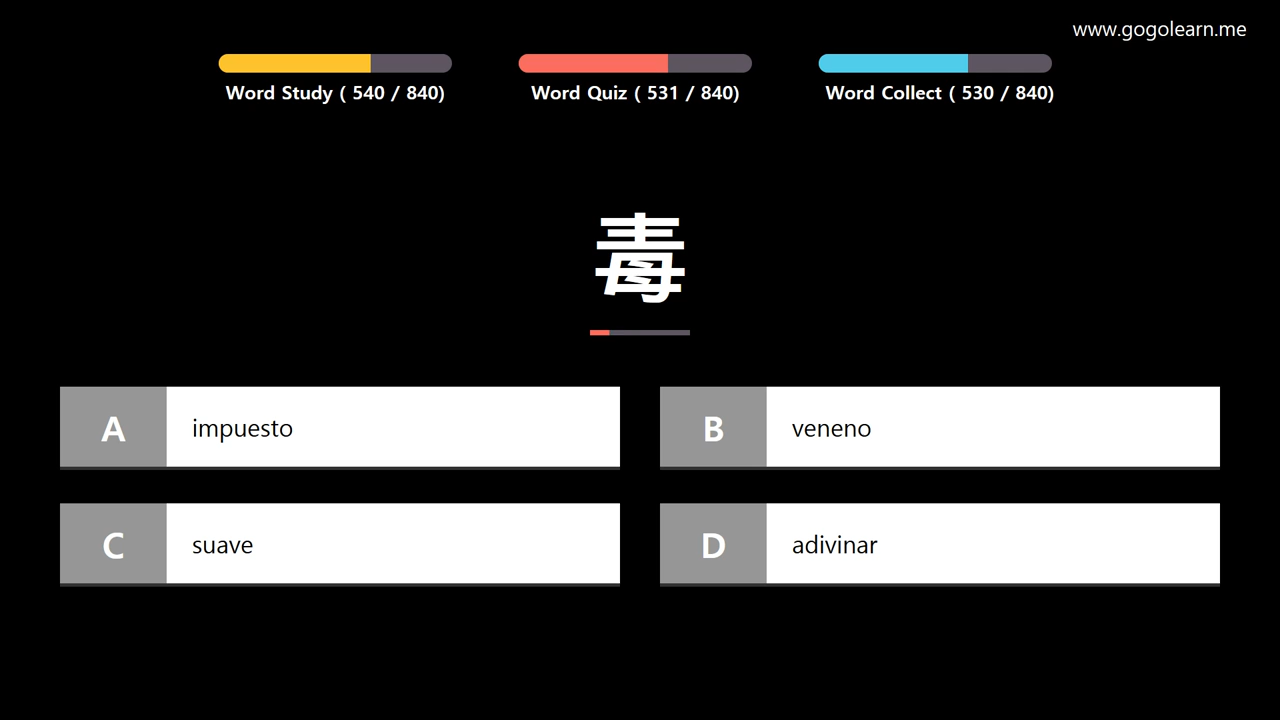 www.gogolearn.me
Word Study ( 540 / 840)
Word Quiz ( 531 / 840)
Word Collect ( 530 / 840)
毒
A impuesto
B veneno
C suave
D adivinar